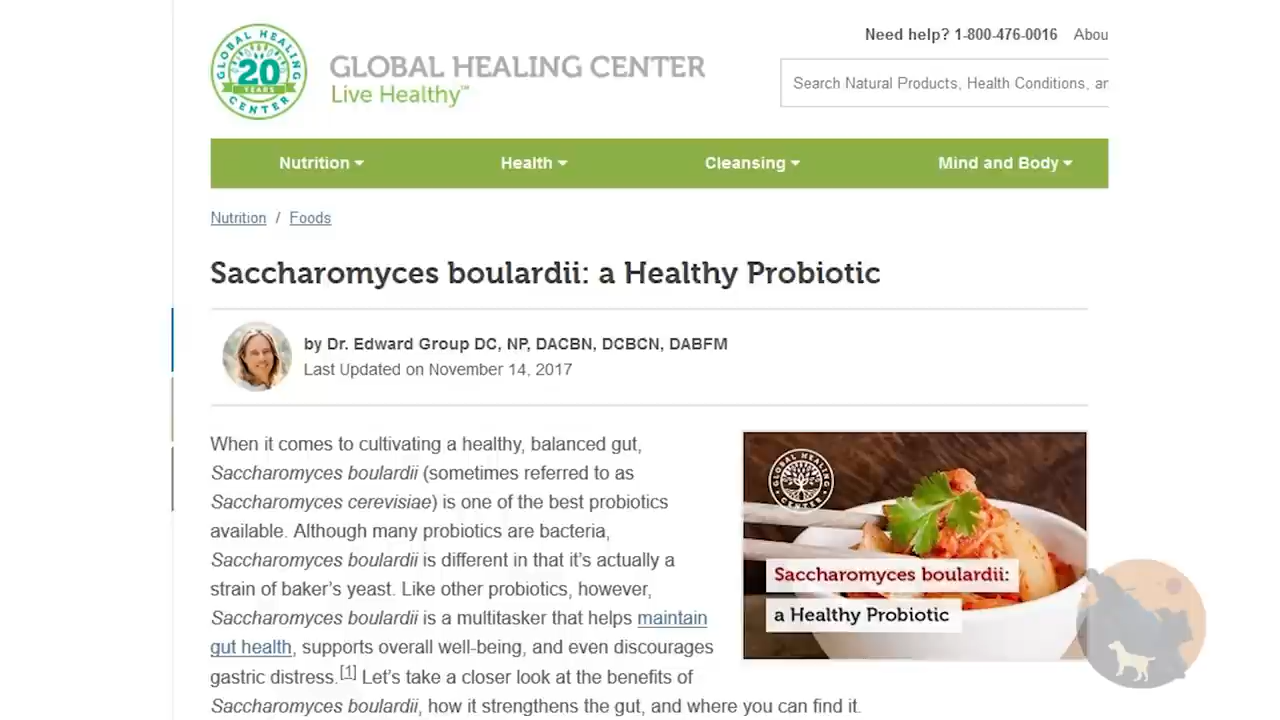 Need help? 1-800-476-0016 Abou
GLOBAL HEALING CENTER
20
YEARS
GLOBAL HEALING CENTER
Live Healthy™
Search Natural Products, Health Conditions, ar
Nutrition Health Cleansing Mind and Body
Nutrition / Foods
Saccharomyces boulardii: a Healthy Probiotic
by Dr. Edward Group DC, NP, DACBN, DCBCN, DABFM
Last Updated on November 14, 2017
When it comes to cultivating a healthy, balanced gut,
Saccharomyces boulardii (sometimes referred to as
Saccharomyces cerevisiae) is one of the best probiotics
available. Although many probiotics are bacteria,
Saccharomyces boulardii is different in that it's actually a
strain of baker's yeast. Like other probiotics, however,
Saccharomyces boulardii is a multitasker that helps maintain
gut health, supports overall well-being, and even discourages
gastric distress.[1] Let's take a closer look at the benefits of
Saccharomyces boulardii, how it strengthens the gut, and where you can find it.
GLOBAL HEALING CENTER
Saccharomyces boulardii:
a Healthy Probiotic